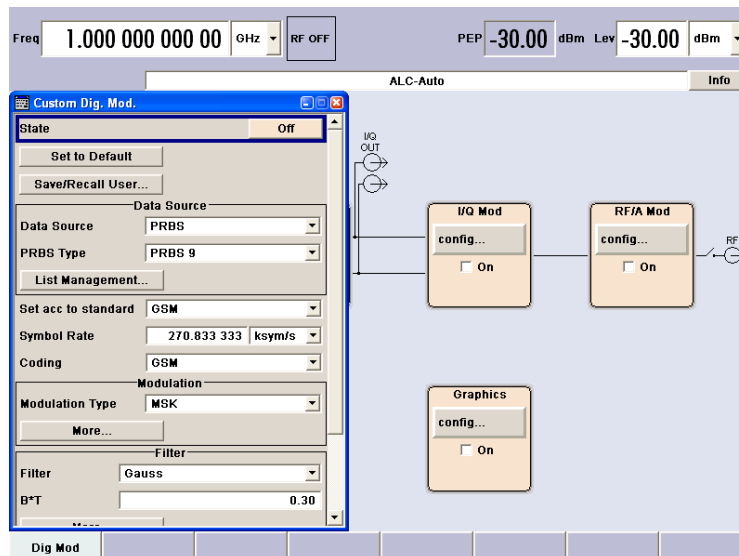 Freq 1.000 000 000 00 GHz RF OFF PEP -30.00 dBm Lev -30.00 dBm
ALC-Auto Info
Custom Dig. Mod.
State Off
Set to Default
Save/Recall User...
Data Source
Data Source PRBS
PRBS Type PRBS 9
List Management...
Set acc to standard GSM
Symbol Rate 270.833 333 ksym/s
Coding GSM
Modulation
Modulation Type MSK
More...
Filter
Filter Gauss
B*T 0.30
I/Q
OUT
I/Q Mod
config...
On
RF/A Mod
config...
On
RF
Graphics
config...
On
Dig Mod